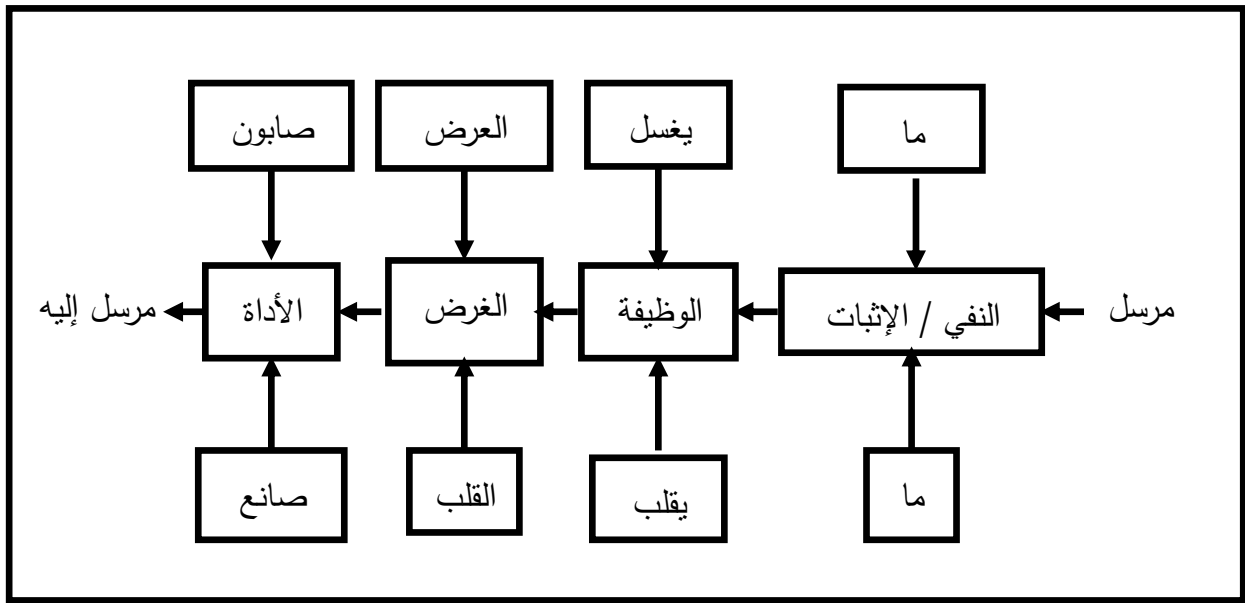 ما
يغسل
العرض
صابون
مرسل
النفي / الإثبات
الوظيفة
الغرض
الأداة
مرسل إليه
ما
يقلب
القلب
صانع